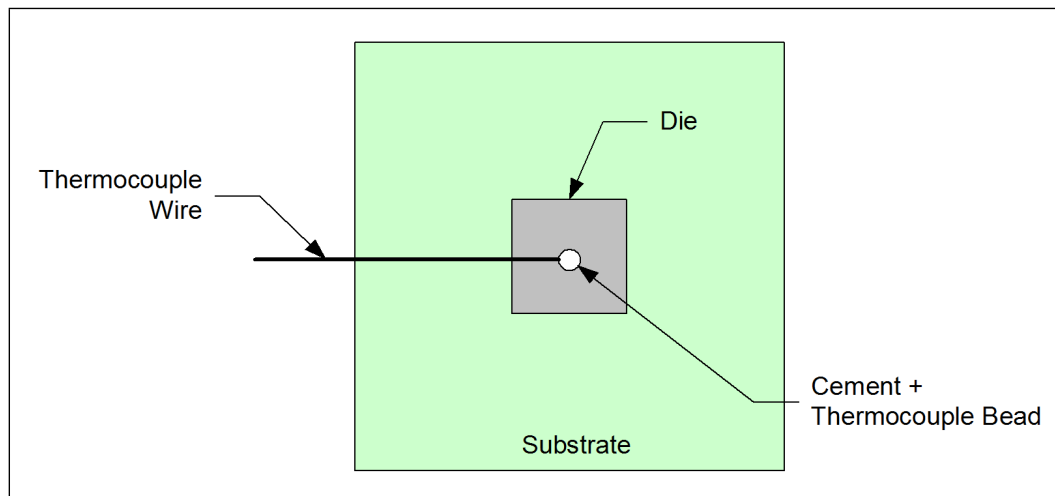 Die
Thermocouple
Wire
Cement +
Thermocouple Bead
Substrate